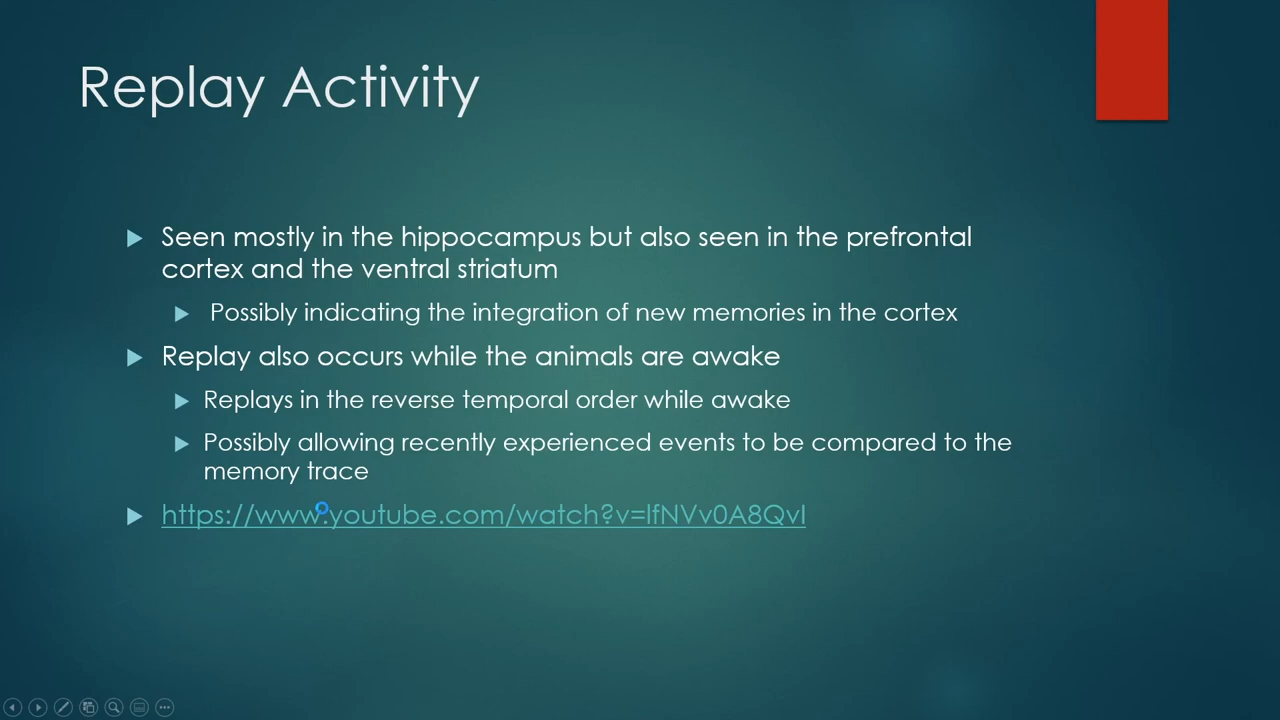 Replay Activity
Seen mostly in the hippocampus but also seen in the prefrontal
cortex and the ventral striatum
Possibly indicating the integration of new memories in the cortex
Replay also occurs while the animals are awake
Replays in the reverse temporal order while awake
Possibly allowing recently experienced events to be compared to the
memory trace
https://www.youtube.com/watch?v=lfNVv0A8QvI